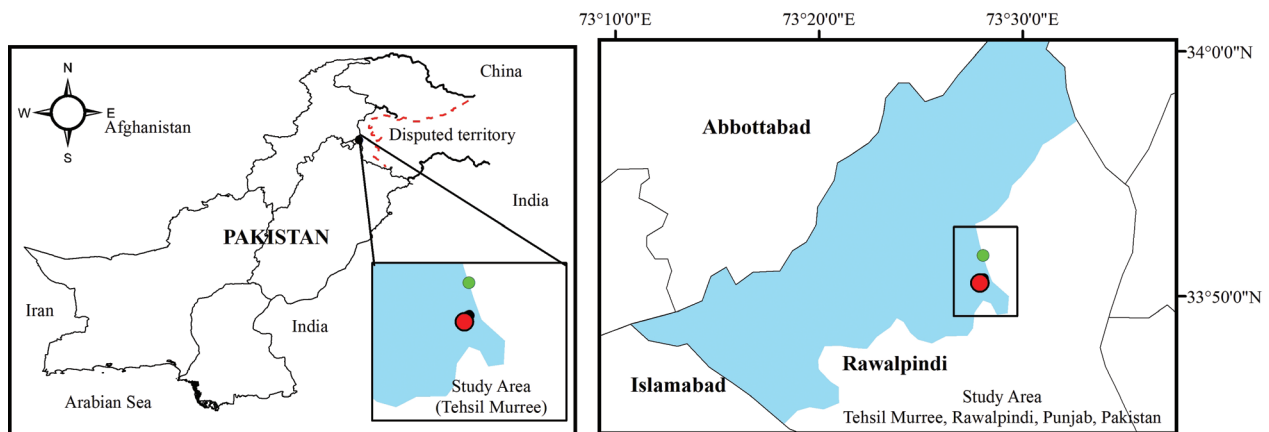 N
W
E
S
Afghanistan
China
Disputed territory
India
PAKISTAN
Iran
India
Arabian Sea
Study Area
(Tehsil Murree)
73°10'0"E
73°20'0"E
73°30'0"E
34°0'0"N
Abbottabad
33°50'0"N
Rawalpindi
Islamabad
Study Area
Tehsil Murree, Rawalpindi, Punjab, Pakistan